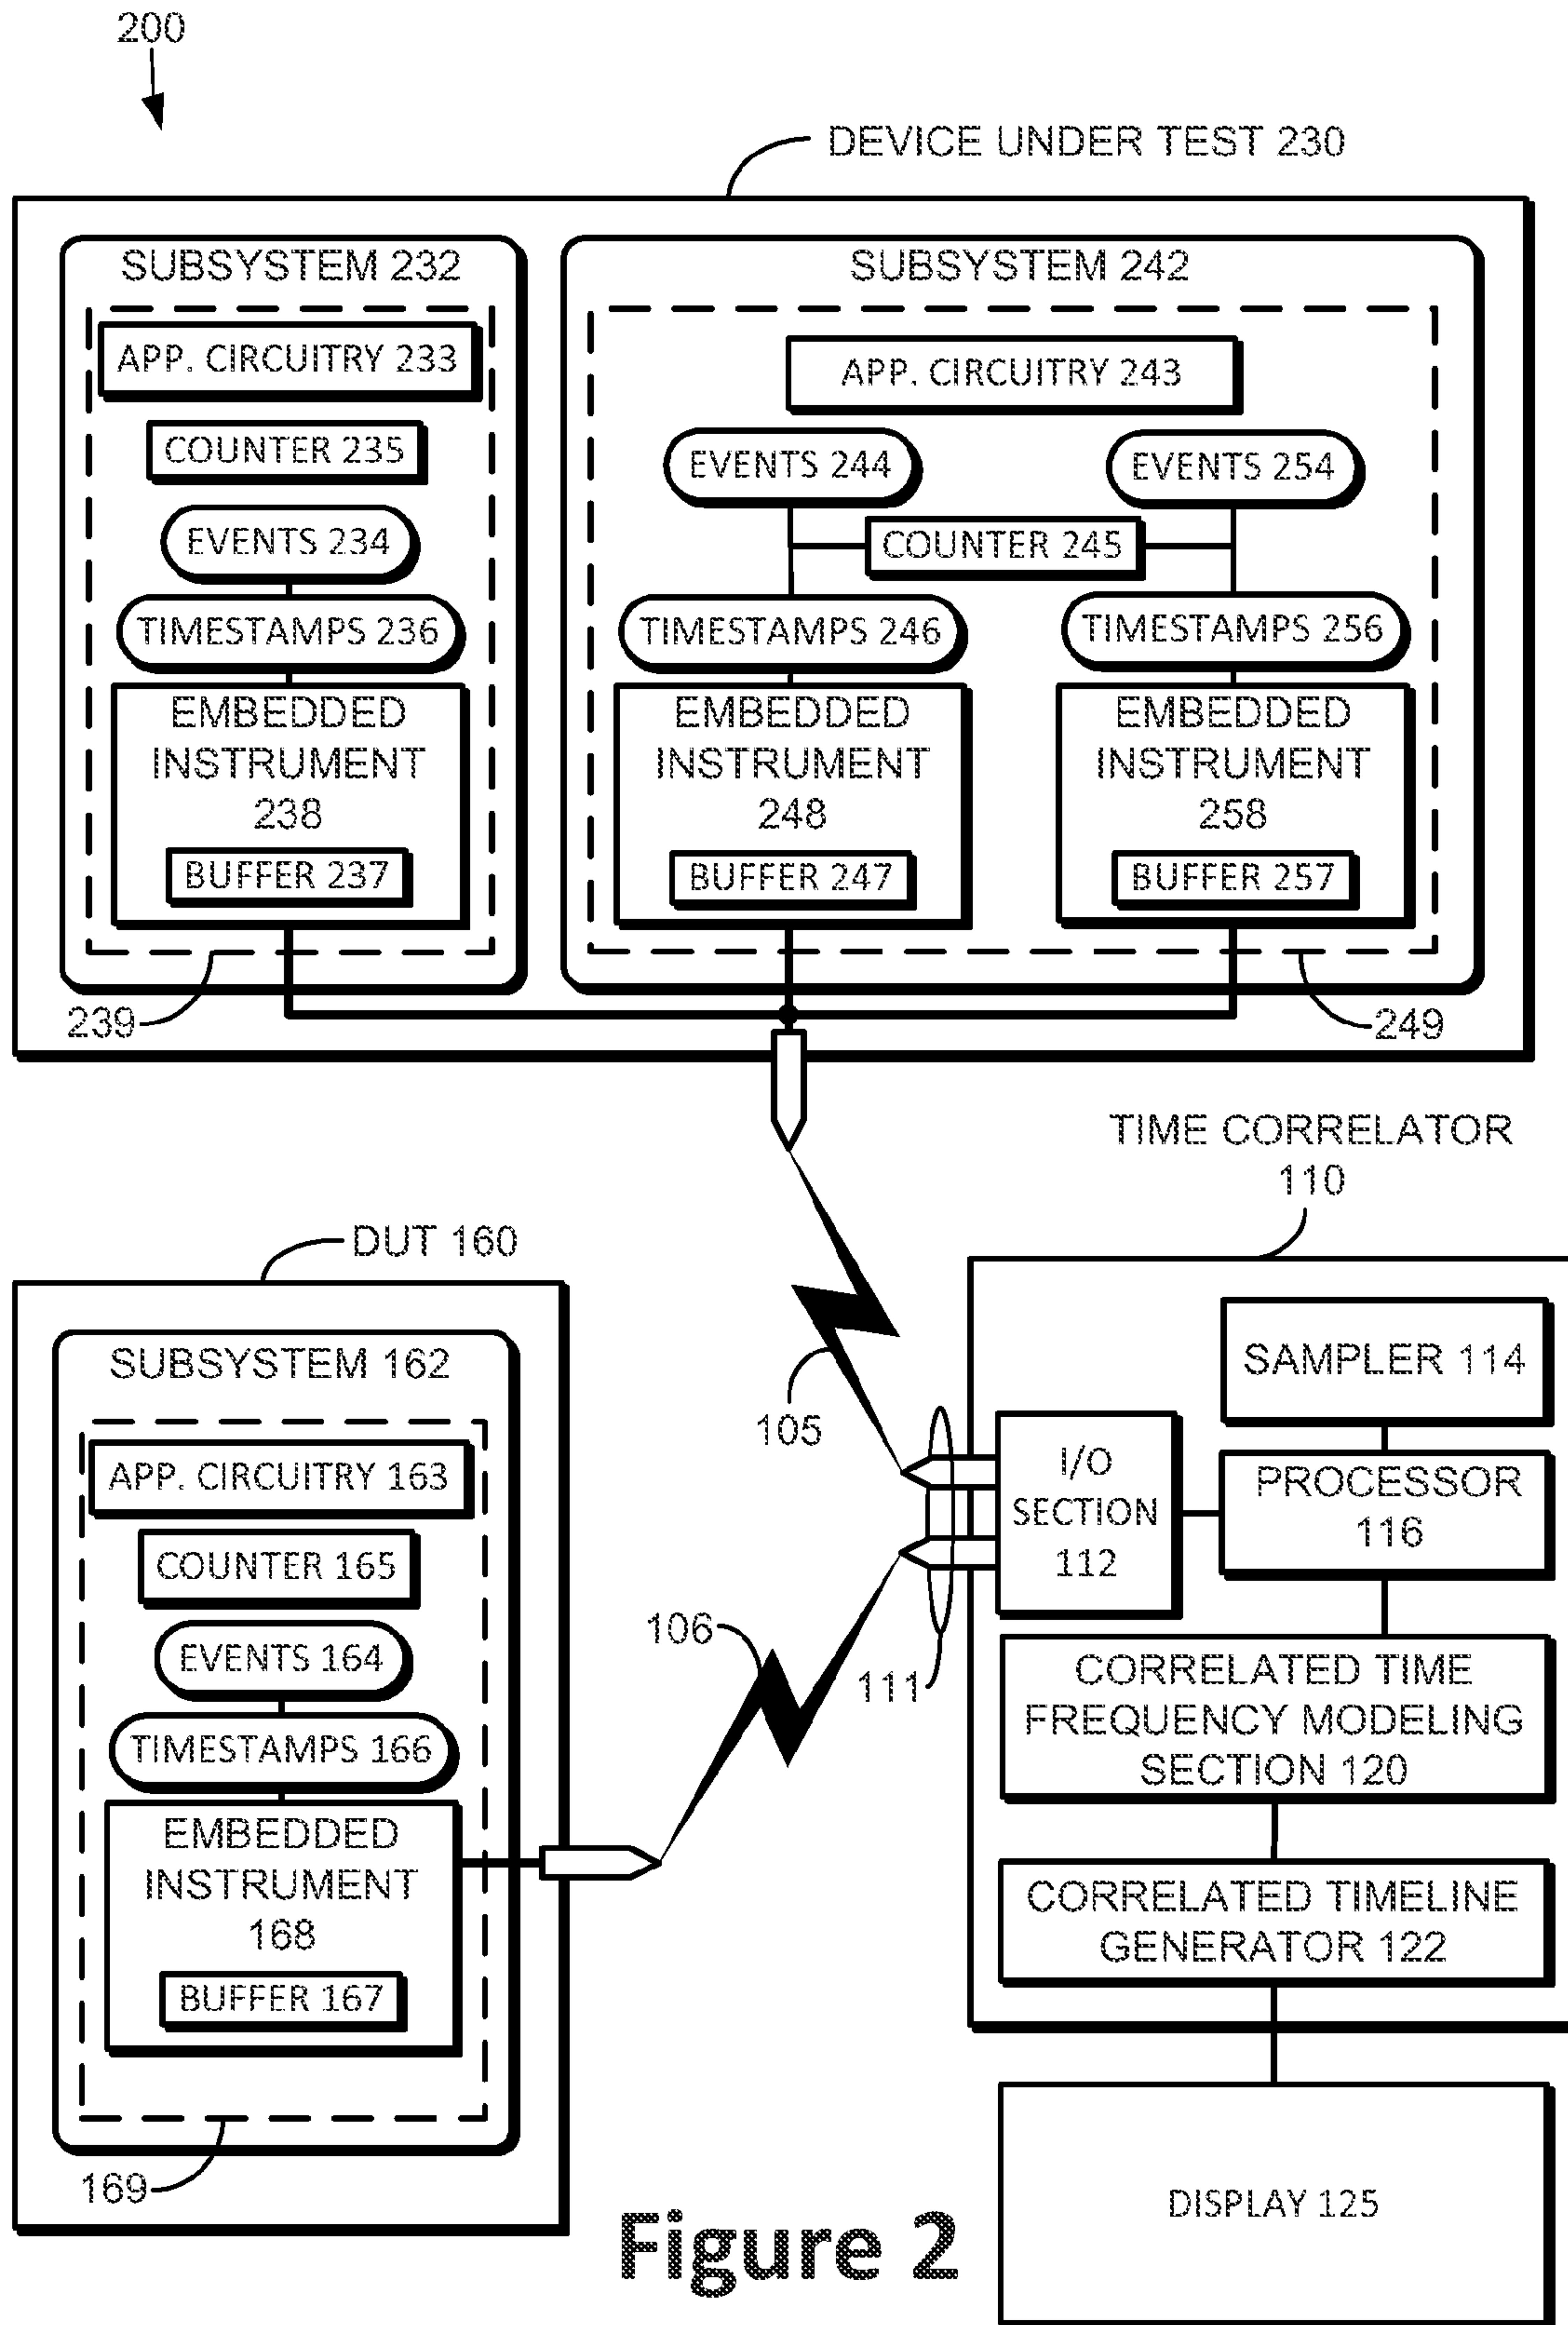 200
DEVICE UNDER TEST 230
SUBSYSTEM 232
APP. CIRCUITRY 233
COUNTER 235
EVENTS 234
TIMESTAMPS 236
EMBEDDED
INSTRUMENT
238
BUFFER 237
239
SUBSYSTEM 242
APP. CIRCUITRY 243
EVENTS 244
EVENTS 254
COUNTER 245
TIMESTAMPS 246
TIMESTAMPS 256
EMBEDDED
INSTRUMENT
248
BUFFER 247
EMBEDDED
INSTRUMENT
258
BUFFER 257
249
TIME CORRELATOR
110
DUT 160
SUBSYSTEM 162
APP. CIRCUITRY 163
COUNTER 165
EVENTS 164
TIMESTAMPS 166
EMBEDDED
INSTRUMENT
168
BUFFER 167
169
105
106
111
SAMPLER 114
I/O
SECTION
112
PROCESSOR
116
CORRELATED TIME
FREQUENCY MODELING
SECTION 120
CORRELATED TIMELINE
GENERATOR 122
DISPLAY 125
Figure 2